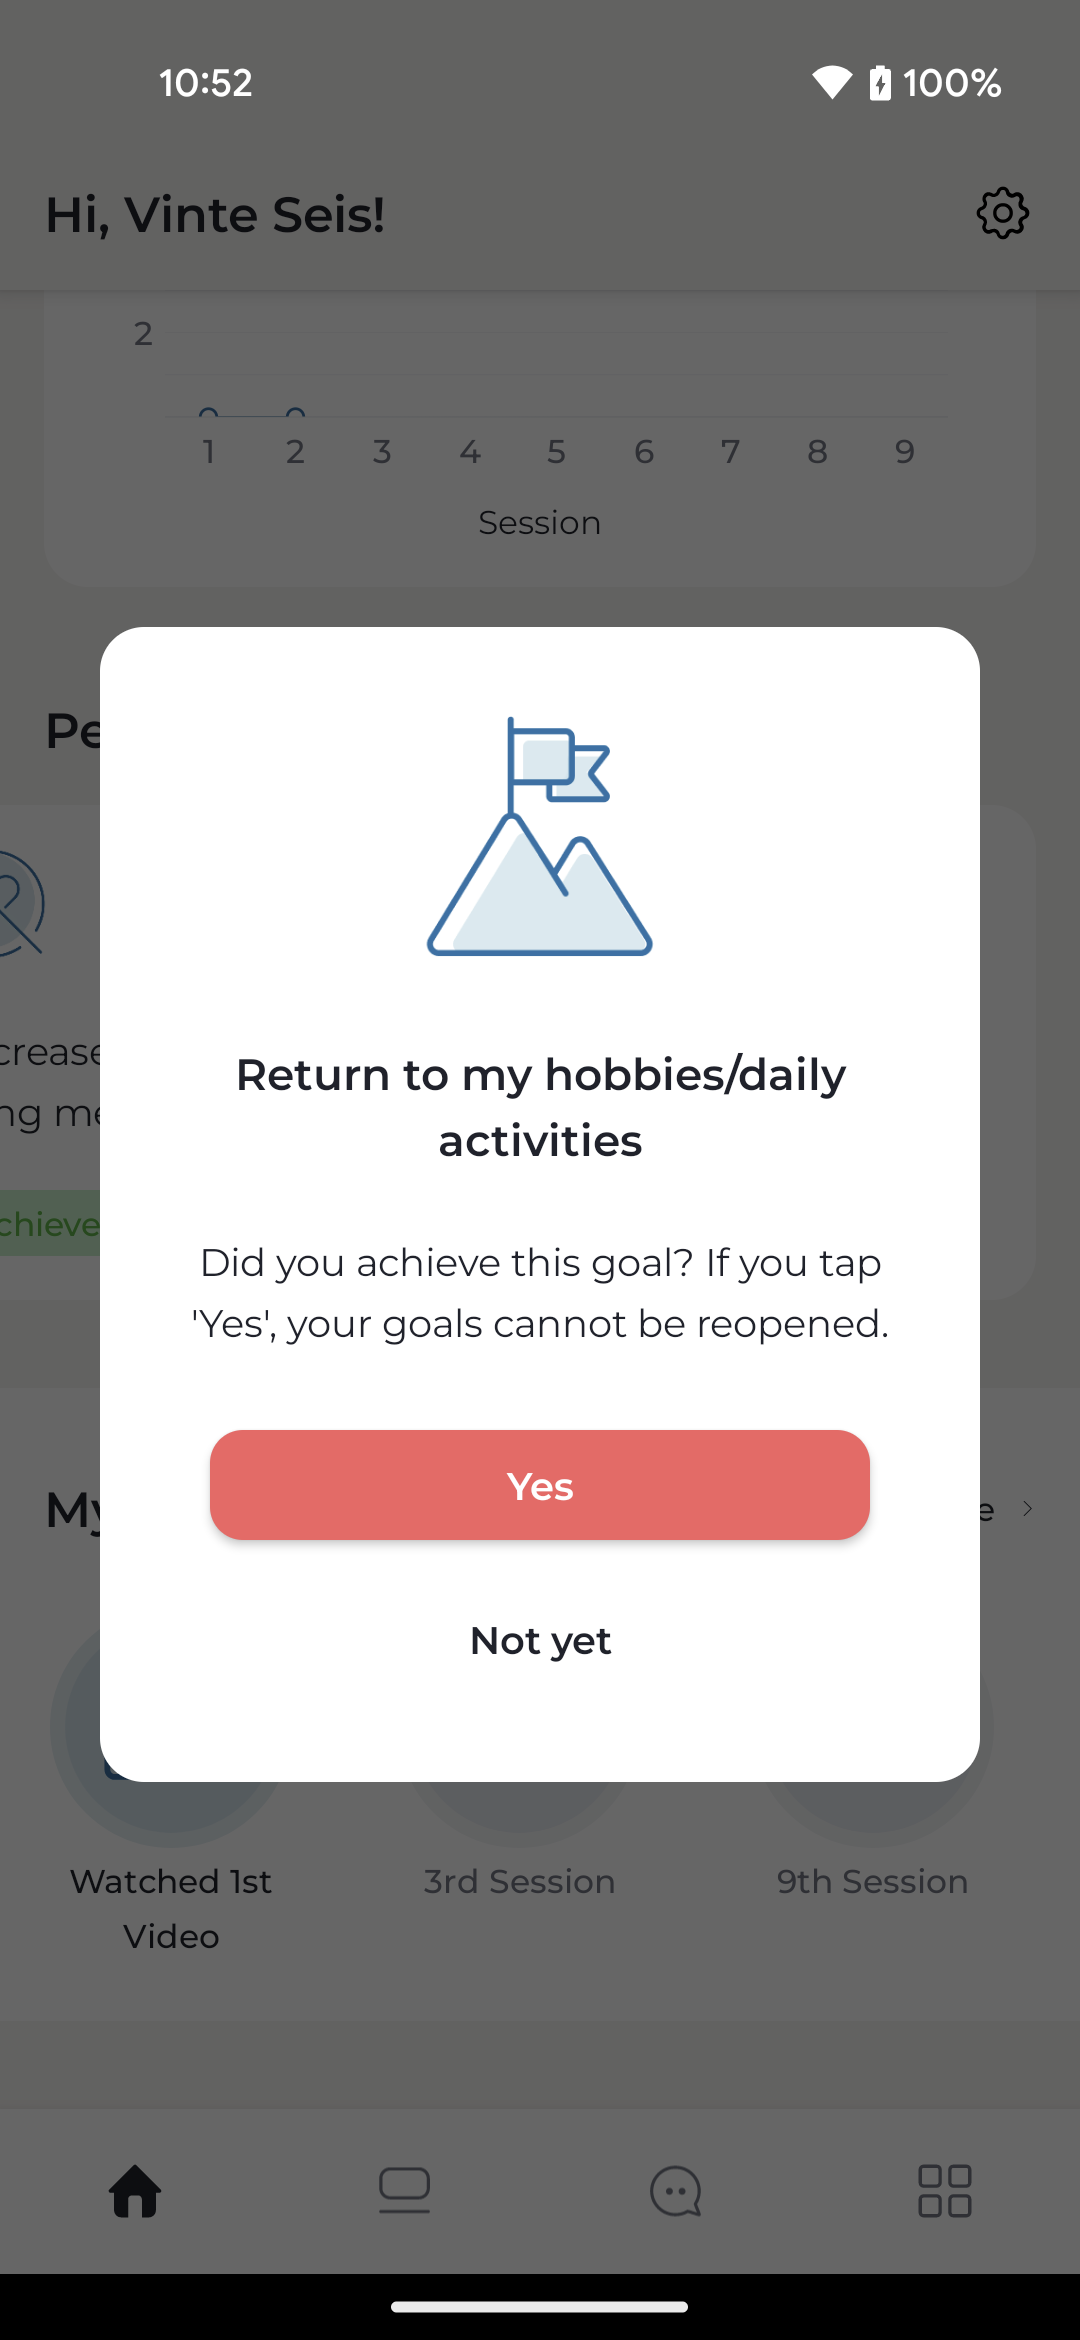 10:52
100%
Hi, Vinte Seis!
2
1 2 3 4 5 6 7 8 9
Session
Return to my hobbies/daily
activities
Did you achieve this goal? If you tap
'Yes', your goals cannot be reopened.
Yes
Not yet
My
Watched 1st
Video
3rd Session
9th Session